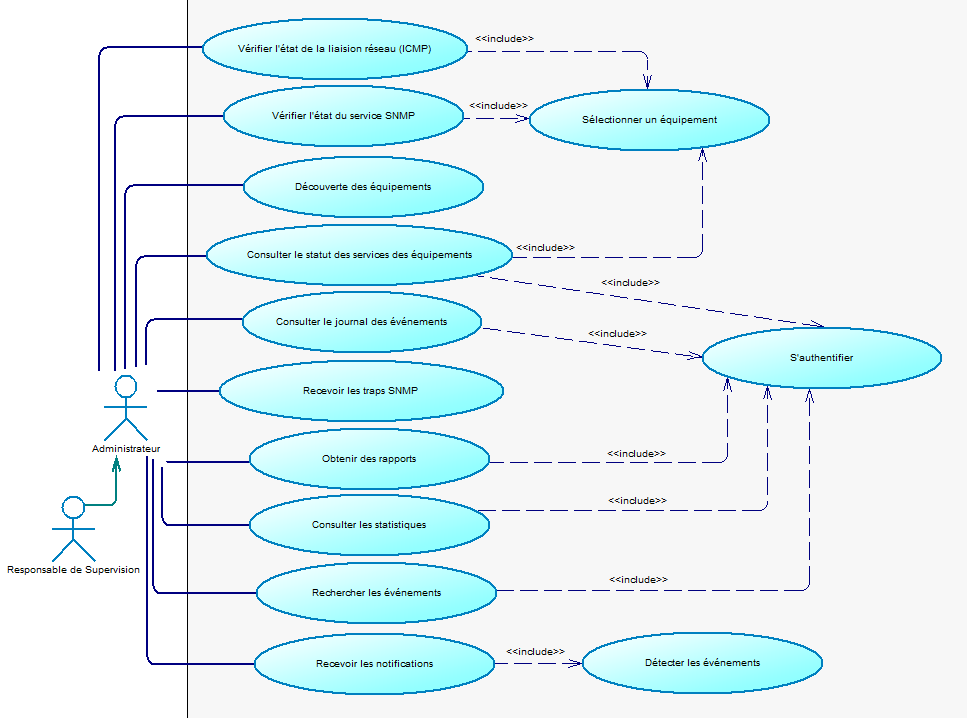 Vérifier l'état de la liaision réseau (ICMP)
<<include>>
Vérifier l'état du service SNMP
<<include>>
Sélectionner un équipement
Découverte des équipements
Consulter le statut des services des équipements
<<include>>
<<include>>
Consulter le journal des événements
<<include>>
S'authentifier
Recevoir les traps SNMP
Administrateur
Obtenir des rapports
<<include>>
Consulter les statistiques
<<include>>
Responsable de Supervision
Rechercher les événements
<<include>>
Recevoir les notifications
<<include>>
Détecter les événements